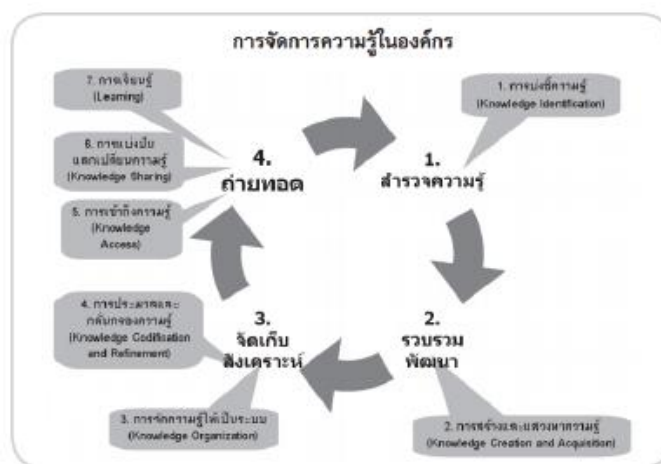 การจัดการความรู้ในองค์กร
7. การเรียนรู้
(Learning)
1. การบ่งชี้ความรู้
(Knowledge Identification)
6. การแบ่งปัน
แลกเปลี่ยนความรู้
(Knowledge Sharing)
4.
ถ่ายทอด
1.
สำรวจความรู้
5. การเข้าถึงความรู้
(Knowledge
Access)
4. การประมวลและ
กลั่นกรองความรู้
(Knowledge Codification
and Refinement)
3.
จัดเก็บ
สังเคราะห์
2.
รวบรวม
พัฒนา
3. การจัดความรู้ให้เป็นระบบ
(Knowledge Organization)
2. การสร้างและแสวงหาความรู้
(Knowledge Creation and Acquisition)